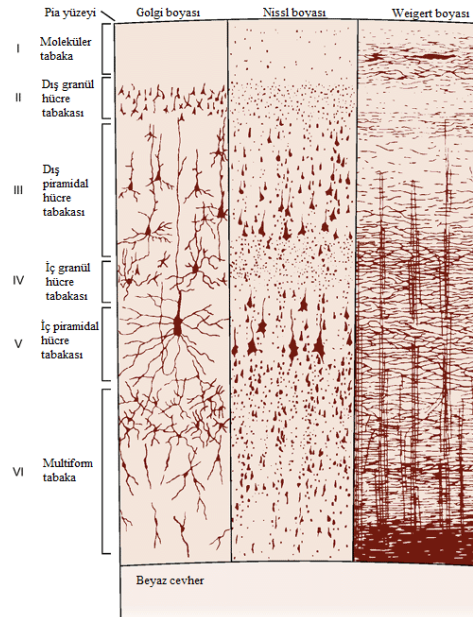 Pia yüzeyi
Golgi boyası
Nissl boyası
Weigert boyası
I
Moleküler
tabaka
II
Dış granül
hücre
tabakası
III
Dış
piramidal
hücre
tabakası
IV
İç granül
hücre
tabakası
V
İç piramidal
hücre
tabakası
VI
Multiform
tabaka
Beyaz cevher